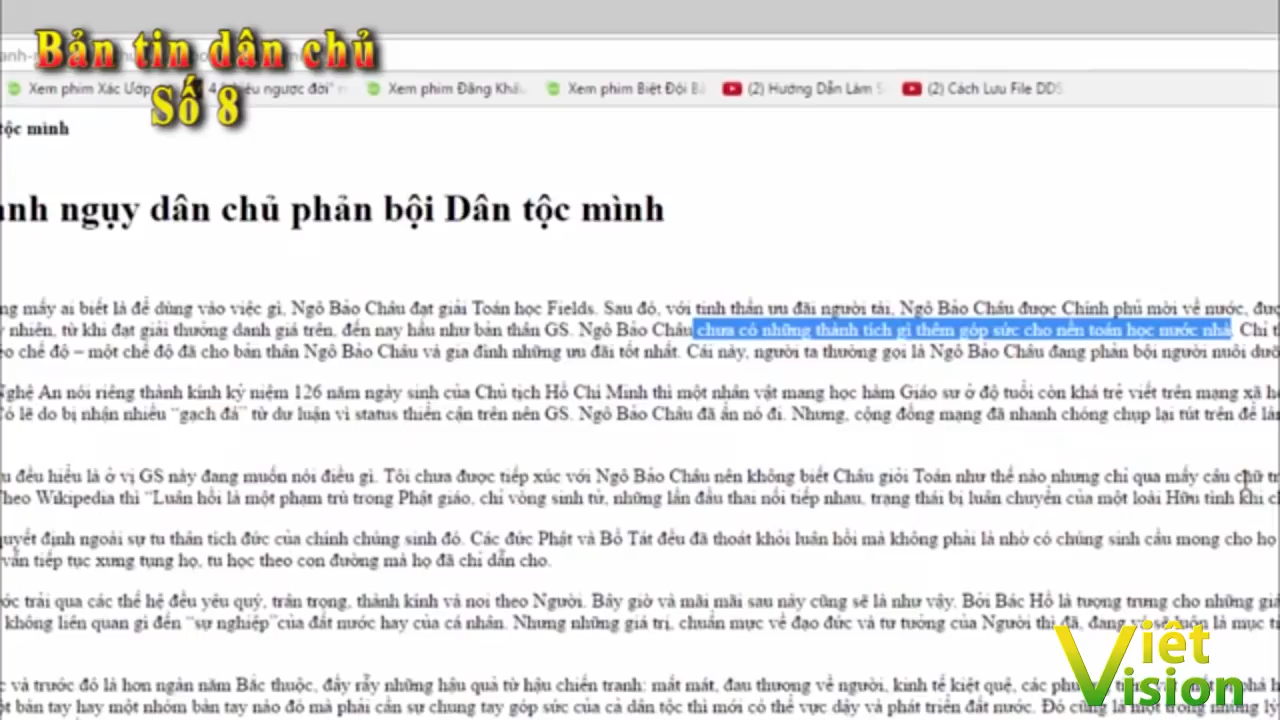 Bản tin dân chủ
Số 8
Xem phim Xác Ướp
ngược đời"
Xem phim Đặng Khả
Xem phim Biệt Đội B
(2) Hướng Dẫn Làm S
(2) Cách Lưu File DDS
tộc mình
anh ngụy dân chủ phản bội Dân tộc mình
ng mấy ai biết là để dùng vào việc gì, Ngô Bảo Châu đạt giải Toán học Fields. Sau đó, với tinh thần ưu đãi người tài, Ngô Bảo Châu được Chính phủ mời về nước, đượ
y nhiên, từ khi đạt giải thưởng danh giá trên, đến nay hầu như bản thân GS. Ngô Bảo Châu chưa có những thành tích gì thêm góp sức cho nền toán học nước nhà. Chỉ t
eo chế độ – một chế độ đã cho bản thân Ngô Bảo Châu và gia đình những ưu đãi tốt nhất. Cái này, người ta thường gọi là Ngô Bảo Châu đang phản bội người nuôi dưỡ
Nghệ An nói riêng thành kính kỷ niệm 126 năm ngày sinh của Chủ tịch Hồ Chí Minh thì một nhân vật mang học hàm Giáo sư ở độ tuổi còn khá trẻ viết trên mạng xã h
ó lẽ do bị nhận nhiều "gạch đá" từ dư luận vì status thiển cận trên nên GS. Ngô Bảo Châu đã ẩn nó đi. Nhưng, cộng đồng mạng đã nhanh chóng chụp lại tút trên để là
u đều hiểu là ở vị GS này đang muốn nói điều gì. Tôi chưa được tiếp xúc với Ngô Bảo Châu nên không biết Châu giỏi Toán như thế nào nhưng chỉ qua mấy câu chữ tr
heo Wikipedia thì "Luân hồi là một phạm trù trong Phật giáo, chỉ vòng sinh tử, những lần đầu thai nối tiếp nhau, trạng thái bị luân chuyển của một loài Hữu tình khi c
uyết định ngoài sự tu thân tích đức của chính chúng sinh đó. Các đức Phật và Bồ Tát đều đã thoát khỏi luân hồi mà không phải là nhờ có chúng sinh cầu mong cho họ
vẫn tiếp tục xưng tụng họ, tu học theo con đường mà họ đã chỉ dẫn cho.
ớc trải qua các thế hệ đều yêu quý, trân trọng, thành kính và noi theo Người. Bây giờ và mãi mãi sau này cũng sẽ là như vậy. Bởi Bác Hồ là tượng trưng cho những giá
không liên quan gì đến "sự nghiệp"của đất nước hay của cá nhân. Nhưng những giá trị, chuẩn mực về đạo đức và tư tưởng của Người thì đã, đang và sẽ luôn là mục ti
c và trước đó là hơn ngàn năm Bắc thuộc, đầy rẫy những hậu quả từ hậu chiến tranh: mất mát, đau thương về người, kinh tế kiệt quệ, các
t bàn tay hay một nhóm bàn tay nào đó mà phải cần sự chung tay góp sức của cả dân tộc thì mới có thể vực dậy và phát triển đất nước. Đó cũng là một trong những lý
Việt
Vision